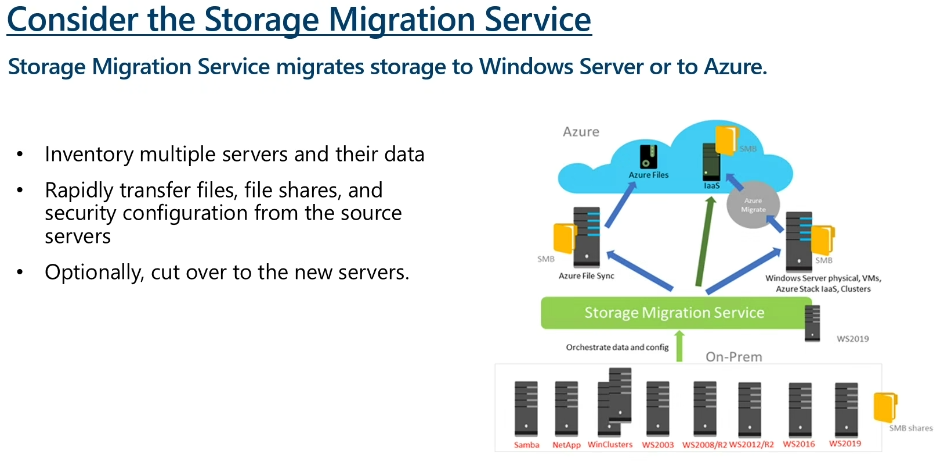 Consider the Storage Migration Service
Storage Migration Service migrates storage to Windows Server or to Azure.
• Inventory multiple servers and their data
• Rapidly transfer files, file shares, and
security configuration from the source
servers
• Optionally, cut over to the new servers.
Azure
SMB
Azure Files
IaaS
Azure
Migrate
SMB
Azure File Sync
SMB
Windows Server physical, VMs,
Azure Stack IaaS, Clusters
Storage Migration Service
WS2019
Orchestrate data and config
On-Prem
Samba
NetApp
WinClusters
WS2003
WS2008/R2
WS2012/R2
WS2016
WS2019
SMB shares